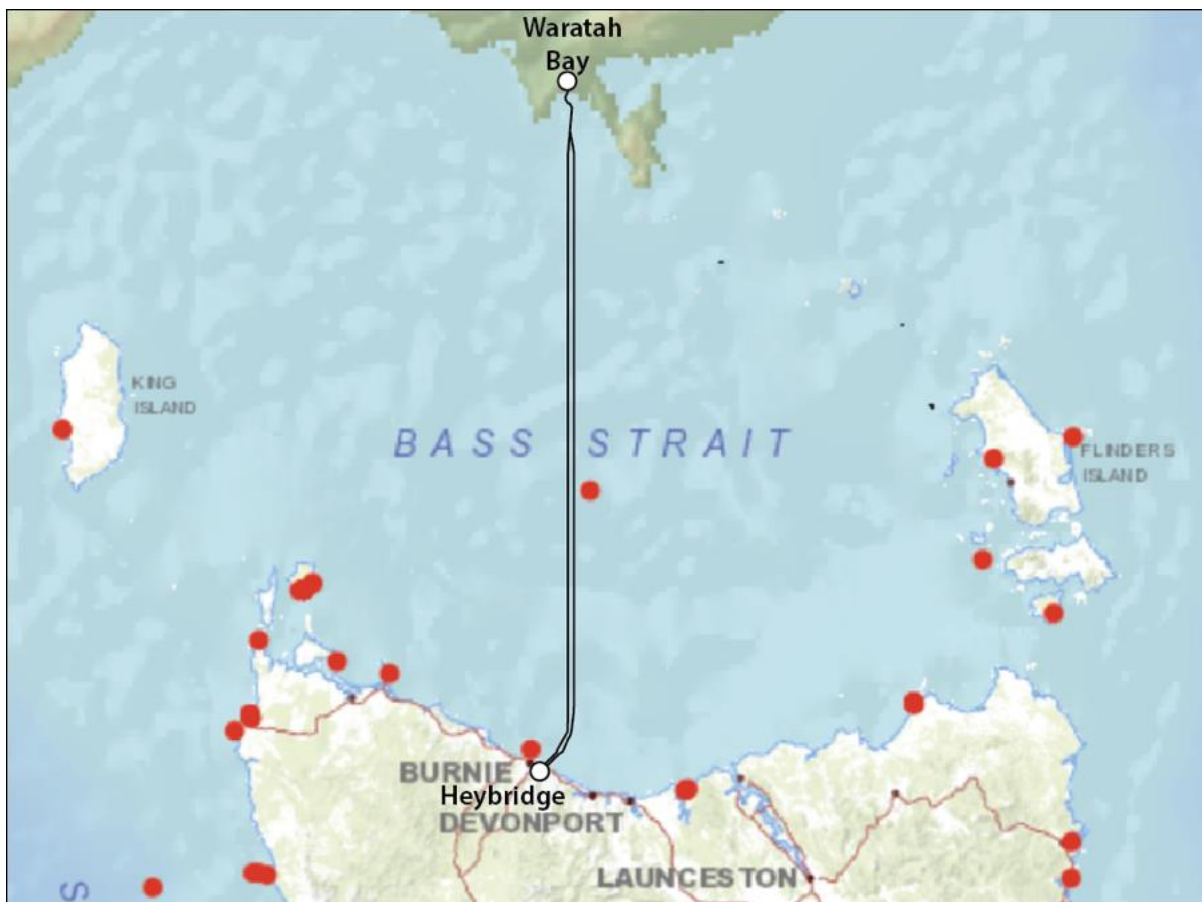 Waratah
Bay
KING
ISLAND
BASS STRAIT
FLINDERS
ISLAND
BURNIE
Heybridge
DEVONPORT
LAUNCESTON
S